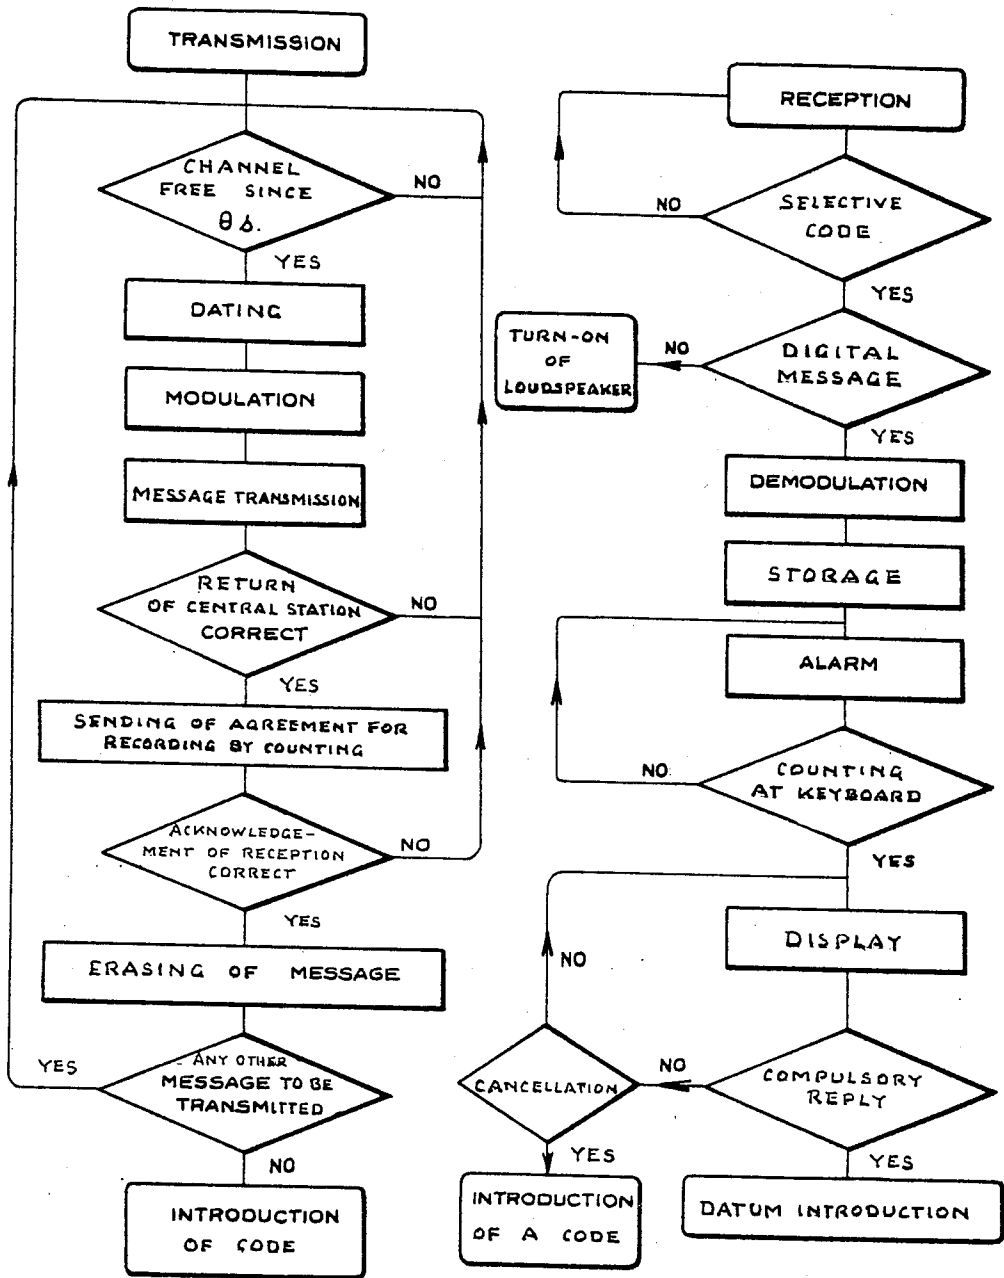 TRANSMISSION
CHANNEL
FREE SINCE
θ s.
NO
YES
DATING
MODULATION
MESSAGE TRANSMISSION
RETURN
OF CENTRAL STATION
CORRECT
NO
YES
SENDING OF AGREEMENT FOR
RECORDING BY COUNTING
ACKNOWLEDGE-
MENT OF RECEPTION
CORRECT
NO
YES
ERASING OF MESSAGE
ANY OTHER
MESSAGE TO BE
TRANSMITTED
YES
NO
INTRODUCTION
OF CODE
RECEPTION
SELECTIVE
CODE
NO
YES
DIGITAL
MESSAGE
NO
TURN-ON
OF
LOUDSPEAKER
YES
DEMODULATION
STORAGE
ALARM
COUNTING
AT KEYBOARD
NO
YES
DISPLAY
COMPULSORY
REPLY
NO
CANCELLATION
NO
YES
INTRODUCTION
OF A CODE
YES
DATUM INTRODUCTION